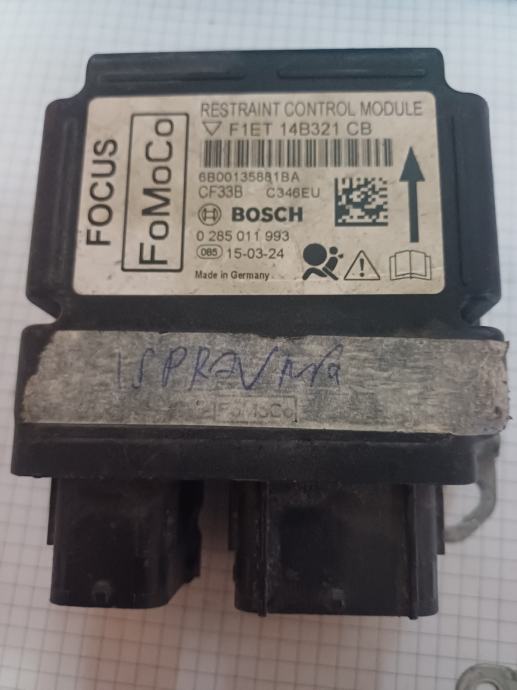 FOCUS
FoMoCo
RESTRAINT CONTROL MODULE
F1ET 14B321 CB
6B00135881BA
CF33B C346EU
BOSCH
0 285 011 993
085 15-03-24
Made in Germany
ISPRAVNA
FoMoCo